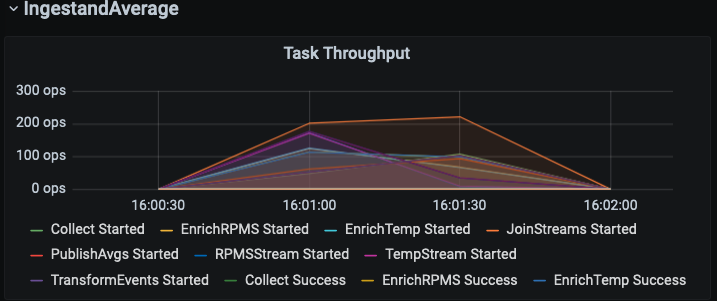 IngestandAverage
Task Throughput
300 ops
200 ops
100 ops
0 ops
16:00:30 16:01:00 16:01:30 16:02:00
Collect Started EnrichRPMS Started EnrichTemp Started JoinStreams Started
PublishAvgs Started RPMSStream Started TempStream Started
TransformEvents Started Collect Success EnrichRPMS Success EnrichTemp Success